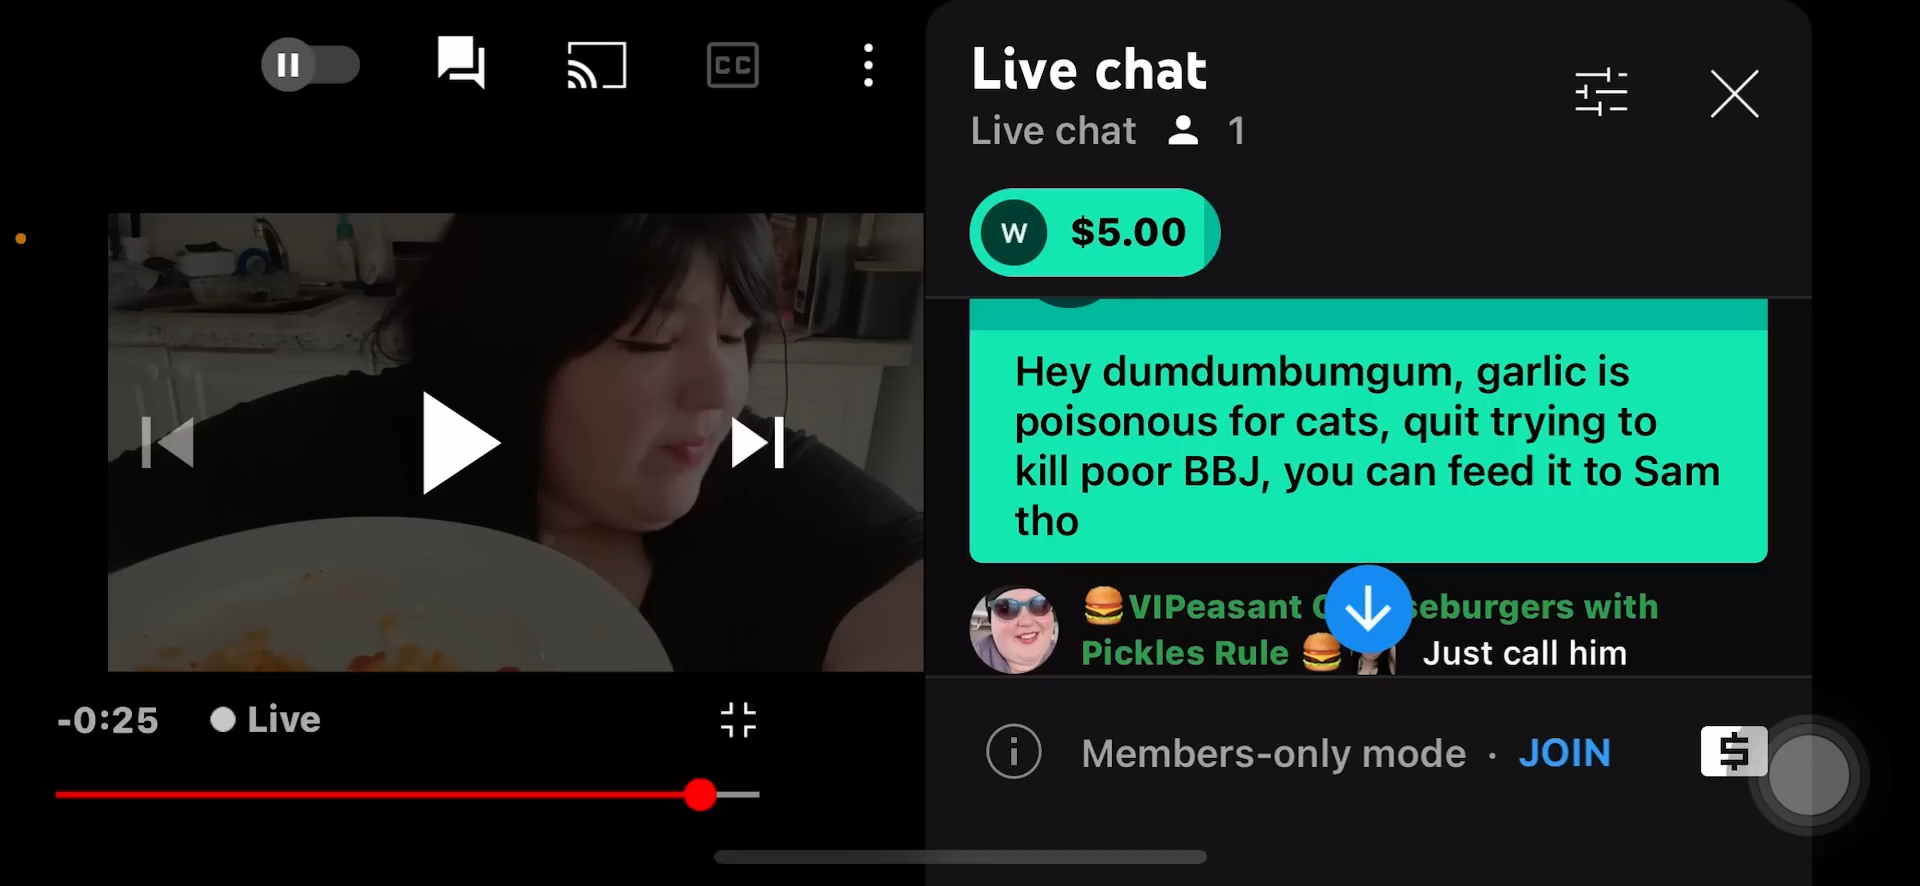 CC
Live chat
Live chat 1
W $5.00
Hey dumdumbumgum, garlic is
poisonous for cats, quit trying to
kill poor BBJ, you can feed it to Sam
tho
🍔VIPeasant C seburgers with
Pickles Rule 🍔 Just call him
-0:25 Live
Members-only mode · JOIN
$